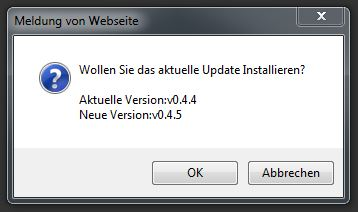 Meldung von Webseite
Wollen Sie das aktuelle Update Installieren?
Aktuelle Version:v0.4.4
Neue Version:v0.4.5
OK
Abbrechen